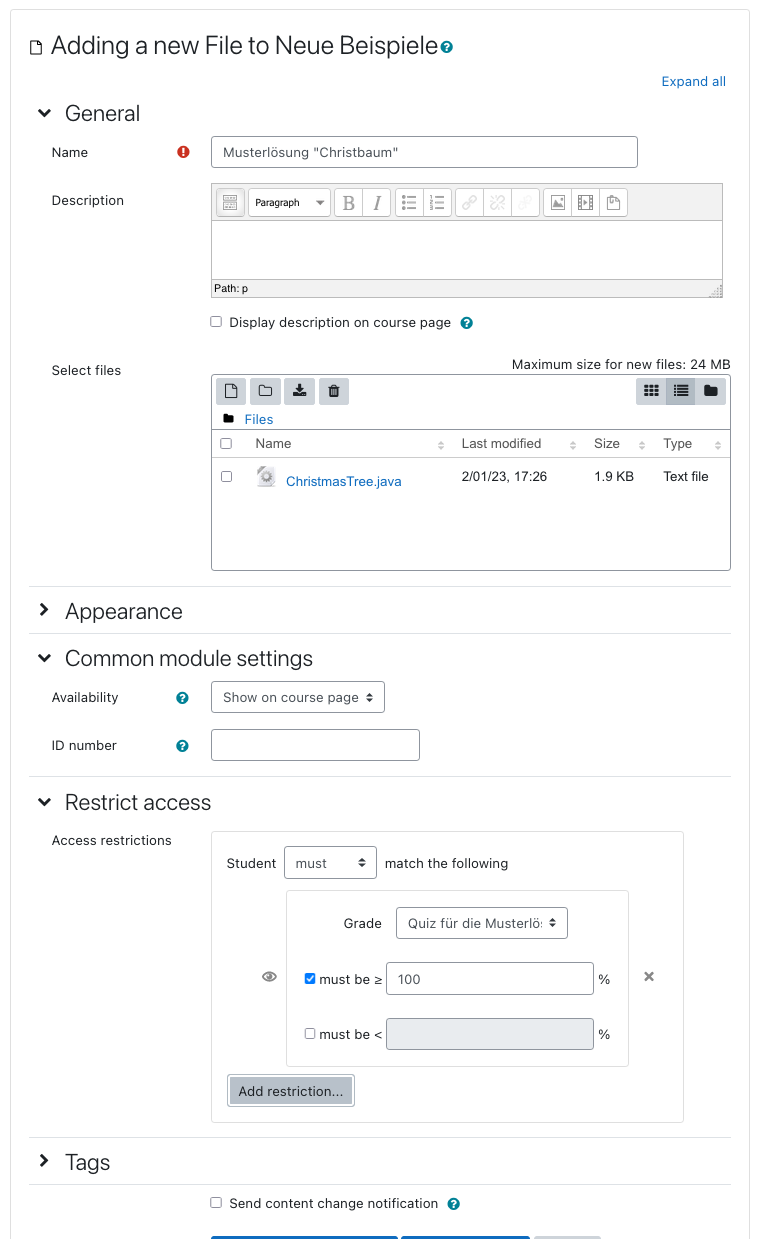 Adding a new File to Neue Beispiele
Expand all
General
Name
Musterlösung "Christbaum"
Description
Paragraph
B I
Path: p
Display description on course page
Select files
Maximum size for new files: 24 MB
Files
Name Last modified Size Type
ChristmasTree.java 2/01/23, 17:26 1.9 KB Text file
Appearance
Common module settings
Availability Show on course page
ID number
Restrict access
Access restrictions
Student must match the following
Grade Quiz für die Musterlö
must be ≥ 100 %
must be < %
Add restriction...
Tags
Send content change notification